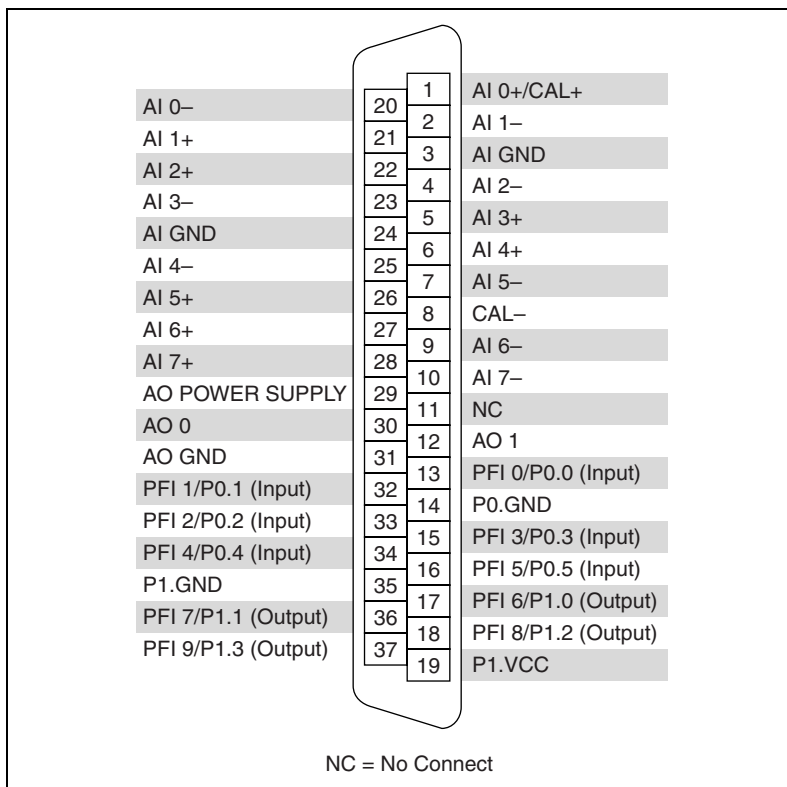 AI 0– 20
AI 1+ 21
AI 2+ 22
AI 3– 23
AI GND 24
AI 4– 25
AI 5+ 26
AI 6+ 27
AI 7+ 28
AO POWER SUPPLY 29
AO 0 30
AO GND 31
PFI 1/P0.1 (Input) 32
PFI 2/P0.2 (Input) 33
PFI 4/P0.4 (Input) 34
P1.GND 35
PFI 7/P1.1 (Output) 36
PFI 9/P1.3 (Output) 37
1 AI 0+/CAL+
2 AI 1–
3 AI GND
4 AI 2–
5 AI 3+
6 AI 4+
7 AI 5–
8 CAL–
9 AI 6–
10 AI 7–
11 NC
12 AO 1
13 PFI 0/P0.0 (Input)
14 P0.GND
15 PFI 3/P0.3 (Input)
16 PFI 5/P0.5 (Input)
17 PFI 6/P1.0 (Output)
18 PFI 8/P1.2 (Output)
19 P1.VCC
NC = No Connect